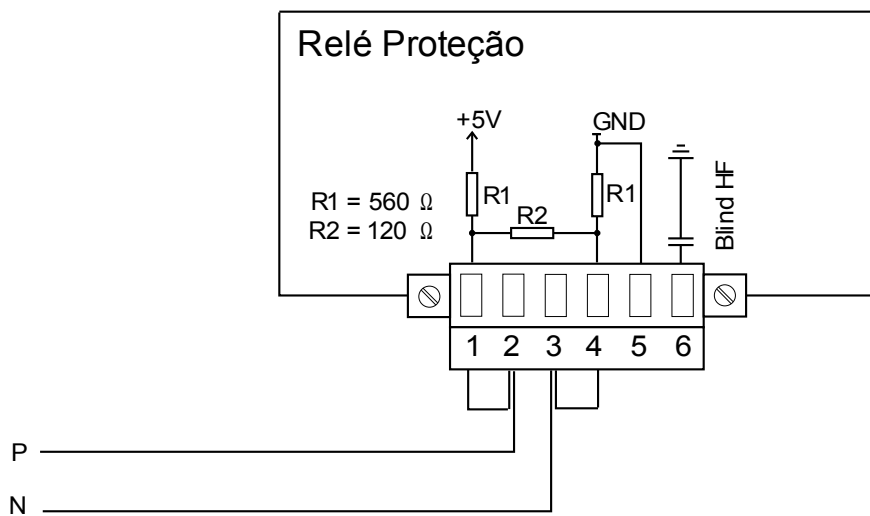 Relé Proteção
+5V
GND
R1
R1
R2
R1 = 560 Ω
R2 = 120 Ω
Blind HF
1 2 3 4 5 6
P
N